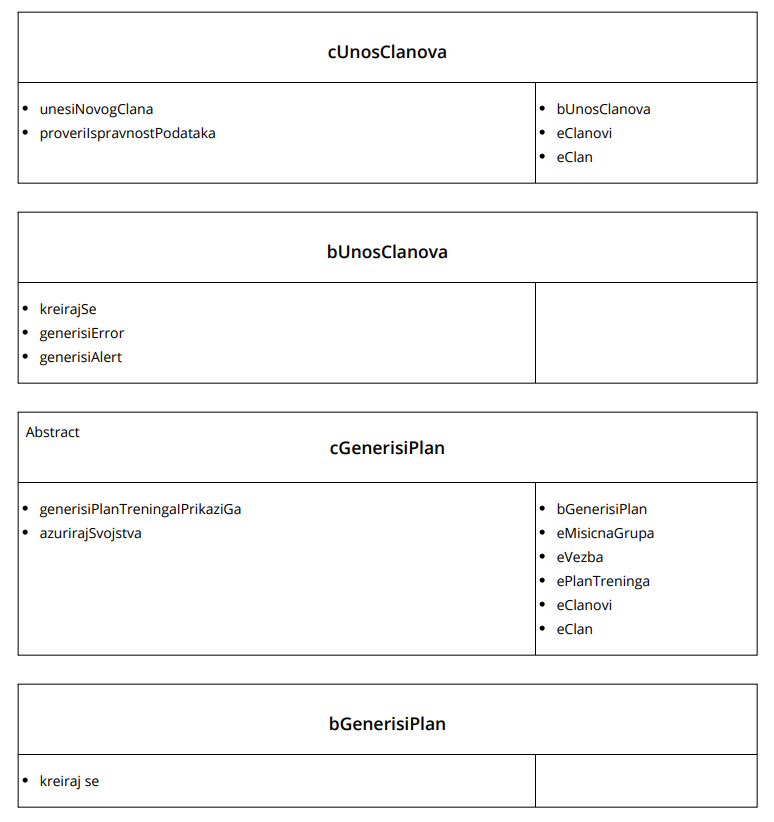 cUnosClanova
unesiNovogClana
proveriIspravnostPodataka
bUnosClanova
eClanovi
eClan
bUnosClanova
kreirajSe
generisiError
generisiAlert
Abstract
cGenerisiPlan
generisiPlanTreningaIPrikaziGa
azurirajSvojstva
bGenerisiPlan
eMisicnaGrupa
eVezba
ePlanTreninga
eClanovi
eClan
bGenerisiPlan
kreiraj se